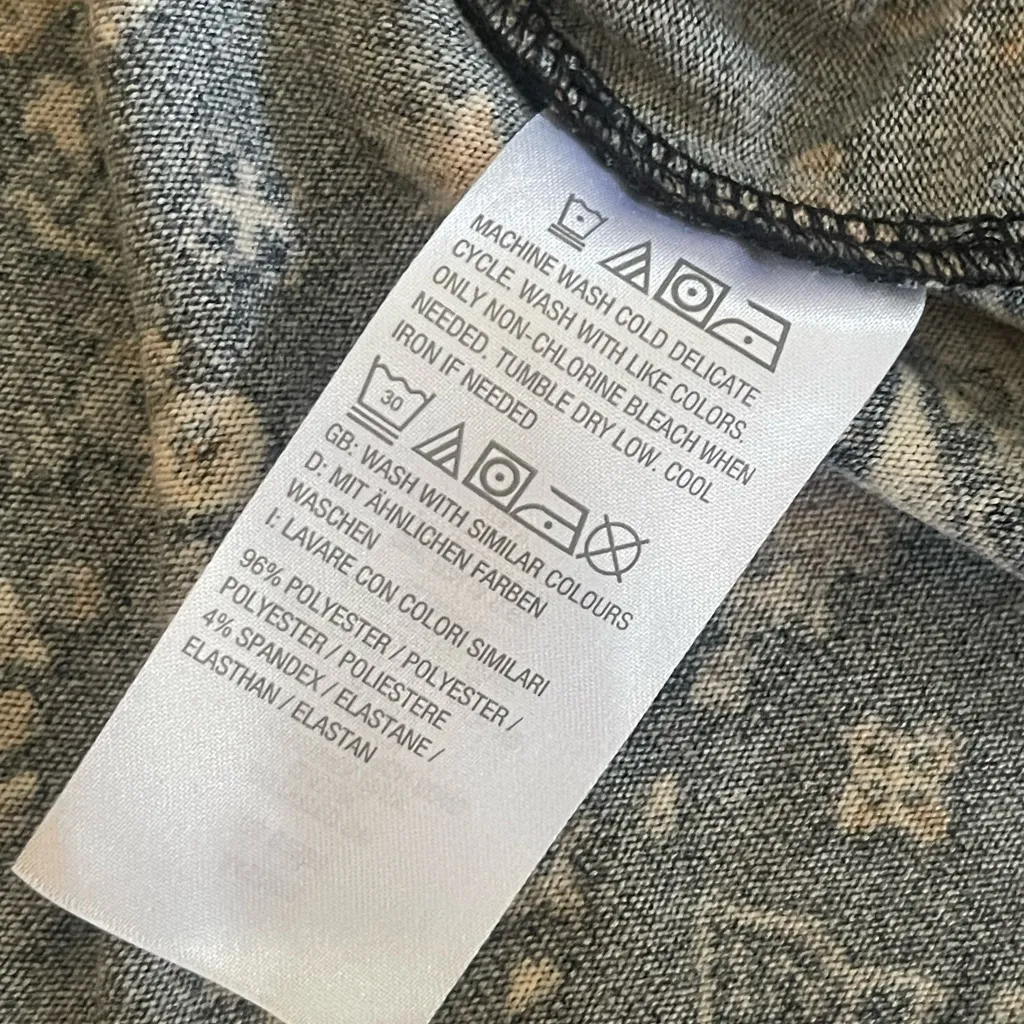 MACHINE WASH COLD DELICATE
CYCLE. WASH WITH LIKE COLORS.
ONLY NON-CHLORINE BLEACH WHEN
NEEDED. TUMBLE DRY LOW. COOL
IRON IF NEEDED
30
GB: WASH WITH SIMILAR COLOURS
D: MIT ÄHNLICHEN FARBEN
WASCHEN
I: LAVARE CON COLORI SIMILARI
96% POLYESTER / POLYESTER /
POLYESTER / POLIESTERE
4% SPANDEX / ELASTANE /
ELASTHAN / ELASTAN